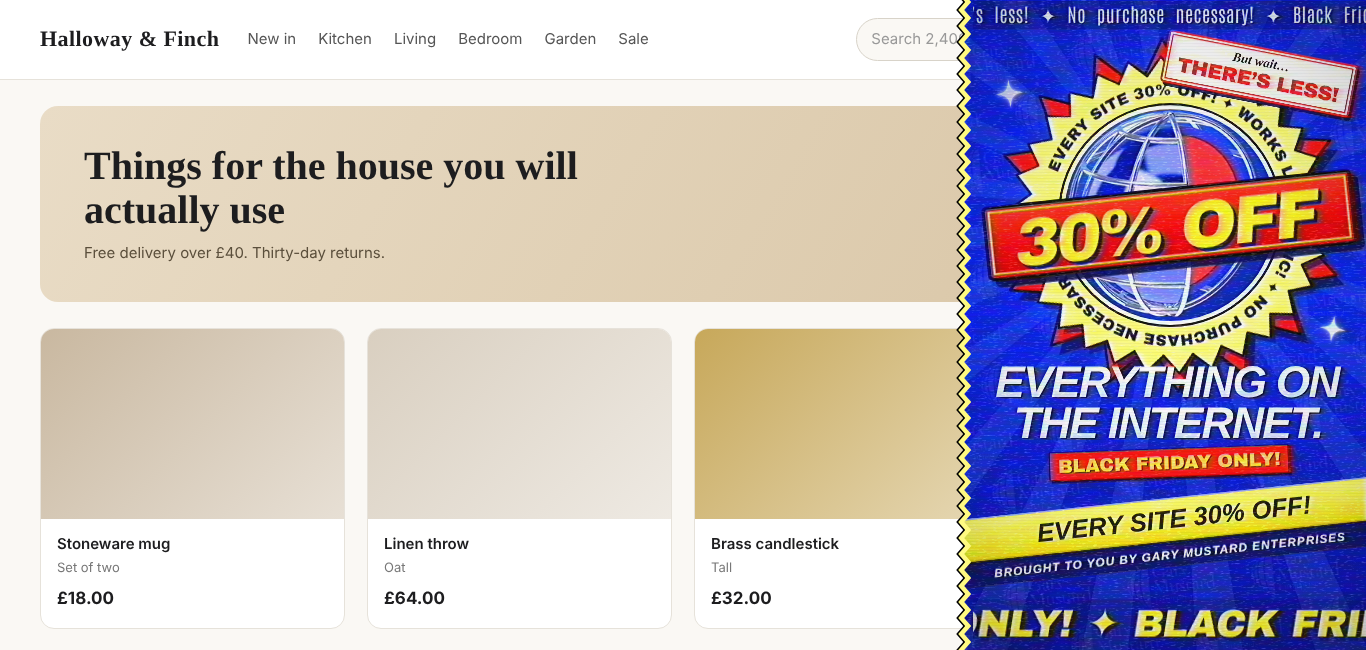 Halloway & Finch
New in
Kitchen
Living
Bedroom
Garden
Sale
Search 2,40
Things for the house you will
actually use
Free delivery over £40. Thirty-day returns.
Stoneware mug
Set of two
£18.00
Linen throw
Oat
£64.00
Brass candlestick
Tall
£32.00
's less! ✦ No purchase necessary! ✦ Black Fri
But wait...
THERE'S LESS!
EVERY SITE 30% OFF! ✦ WORKS
NO PURCHASE NECESSAR
30% OFF
EVERYTHING ON
THE INTERNET.
BLACK FRIDAY ONLY!
EVERY SITE 30% OFF!
BROUGHT TO YOU BY GARY MUSTARD ENTERPRISES
ONLY! ✦ BLACK FRI